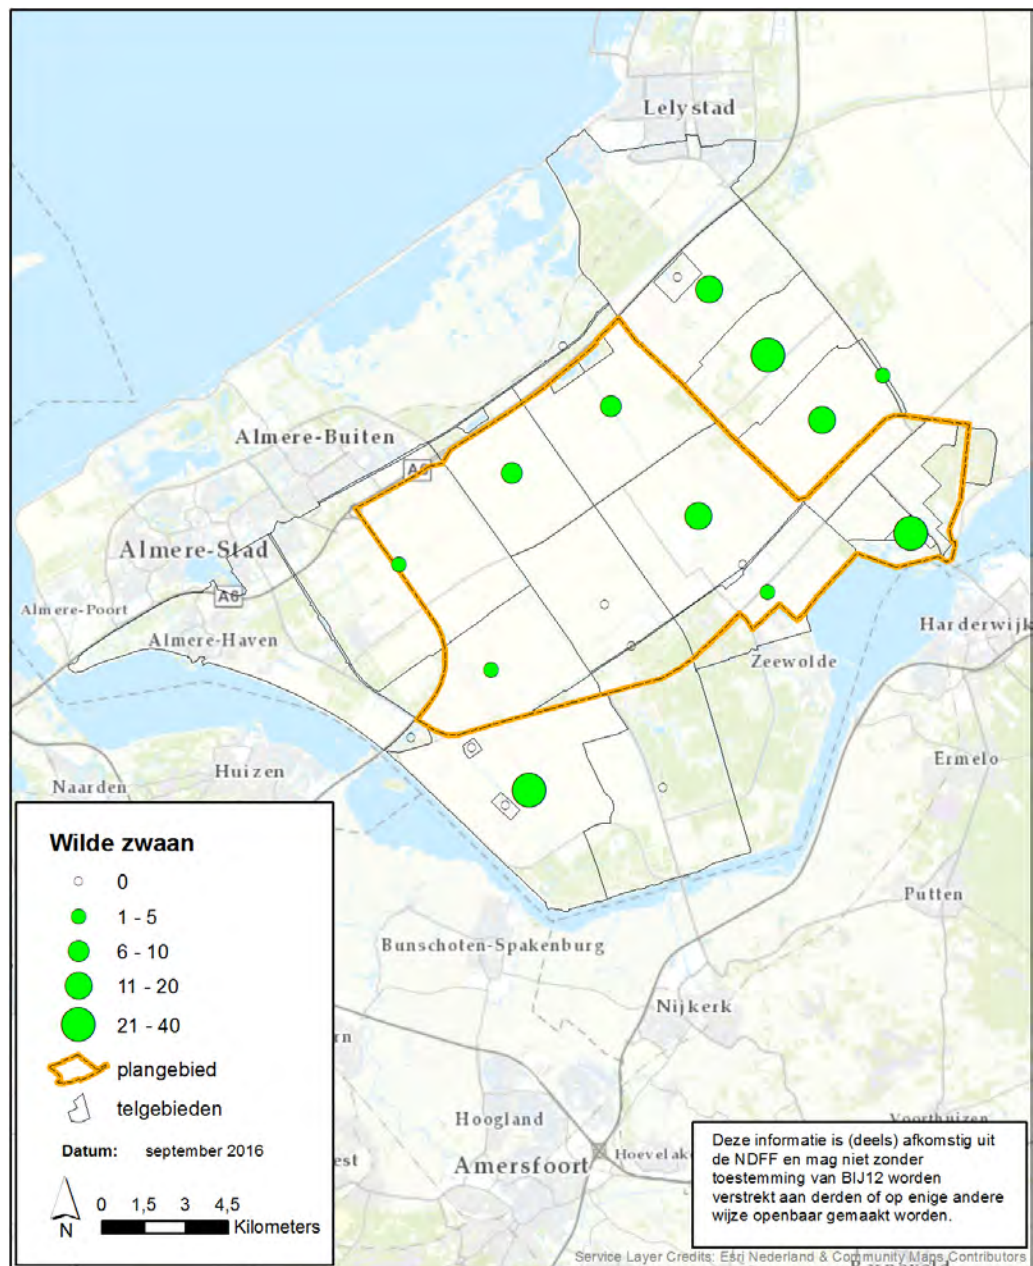 Lelystad
Almere-Buiten
A6
Almere-Stad
A6
Almere-Poort
Almere-Haven
Harderwijk
Zeewolde
Ermelo
Naarden
Huizen
Putten
Bunschoten-Spakenburg
Nijkerk
Hoogland
Voorthuizen
Amersfoort
Wilde zwaan
0
1 - 5
6 - 10
11 - 20
21 - 40
plangebied
telgebieden
Datum: september 2016
N
0 1,5 3 4,5
Kilometers
Deze informatie is (deels) afkomstig uit
de NDFF en mag niet zonder
toestemming van BIJ12 worden
verstrekt aan derden of op enige andere
wijze openbaar gemaakt worden.
Service Layer Credits: Esri Nederland & Community Maps Contributors